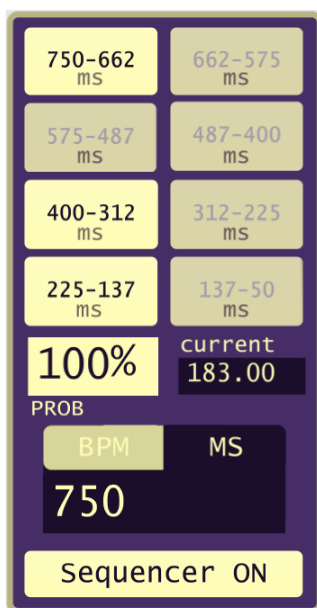 750-662 662-575
ms ms
575-487 487-400
ms ms
400-312 312-225
ms ms
225-137 137-50
ms ms
100% current
183.00
PROB
BPM MS
750
Sequencer ON